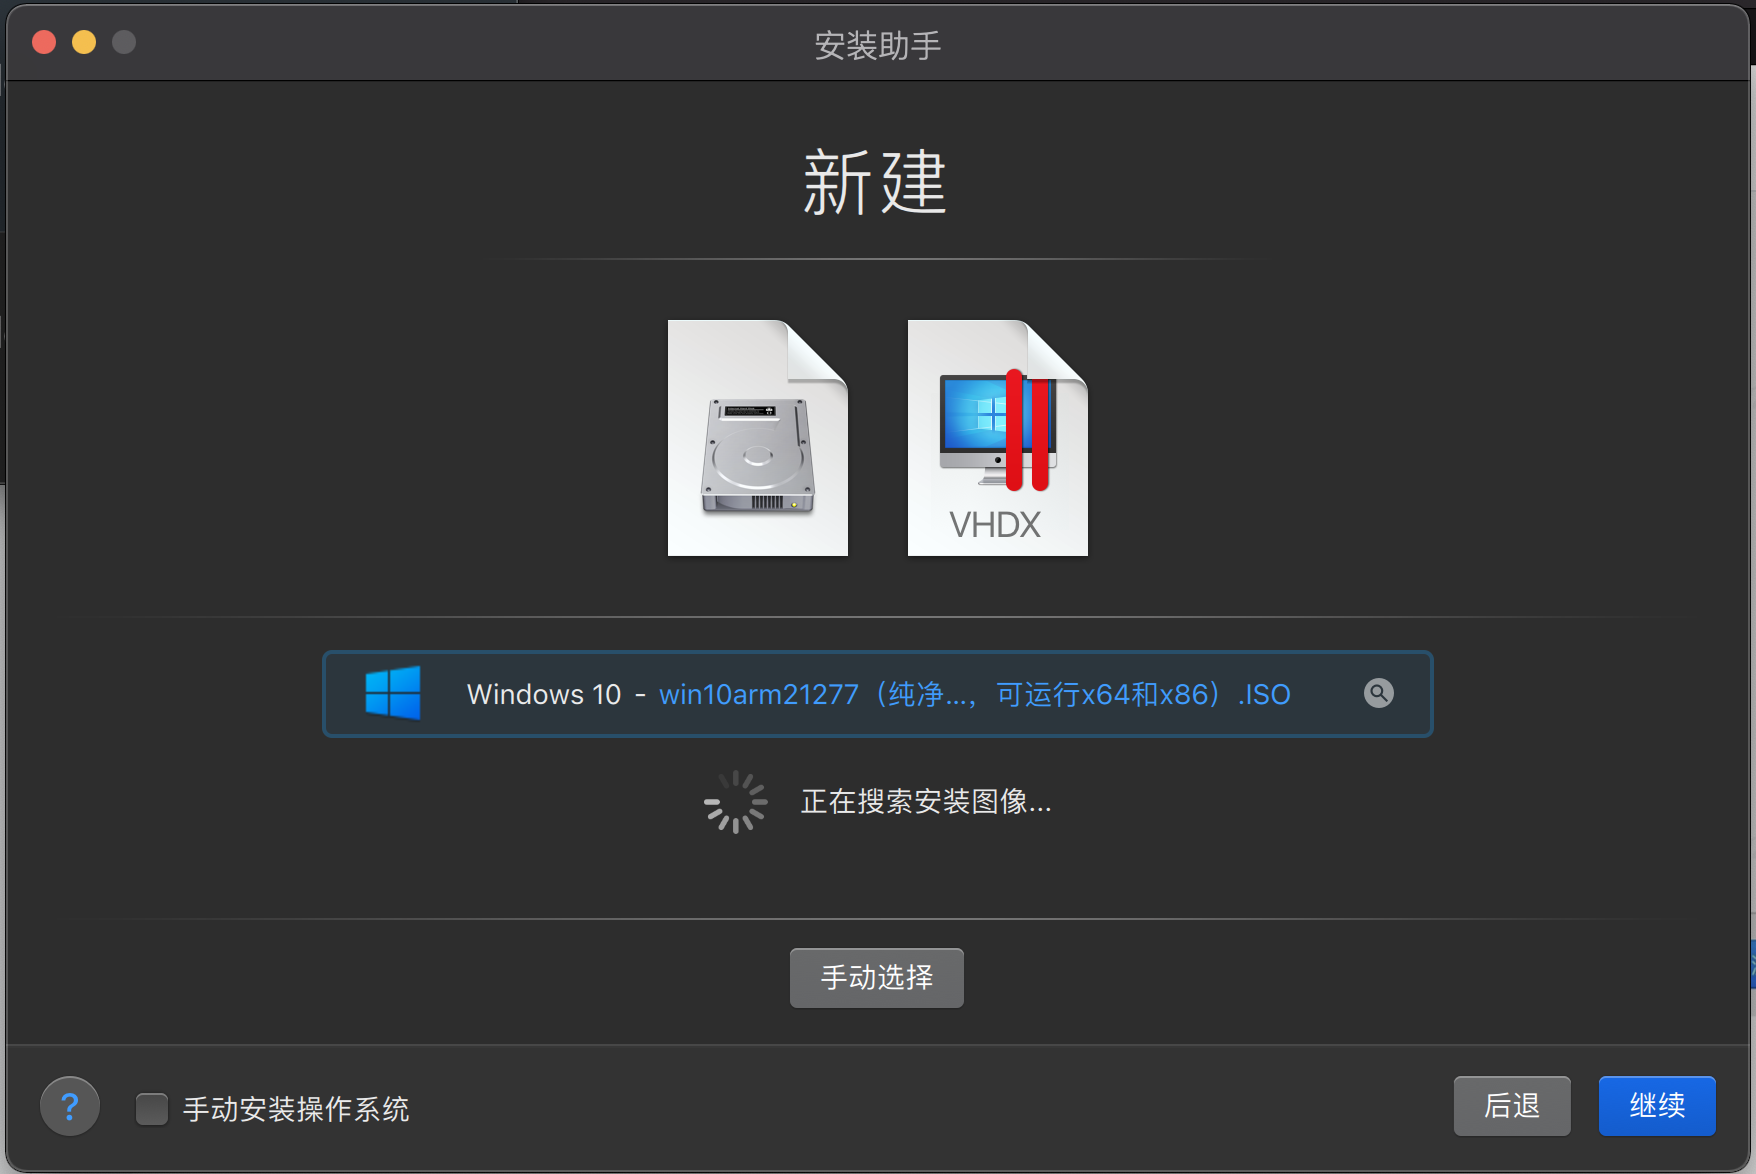 安装助手
新建
VHDX
Windows 10 - win10arm21277（纯净...，可运行x64和x86）.ISO
正在搜索安装图像...
手动选择
?
手动安装操作系统
后退
继续